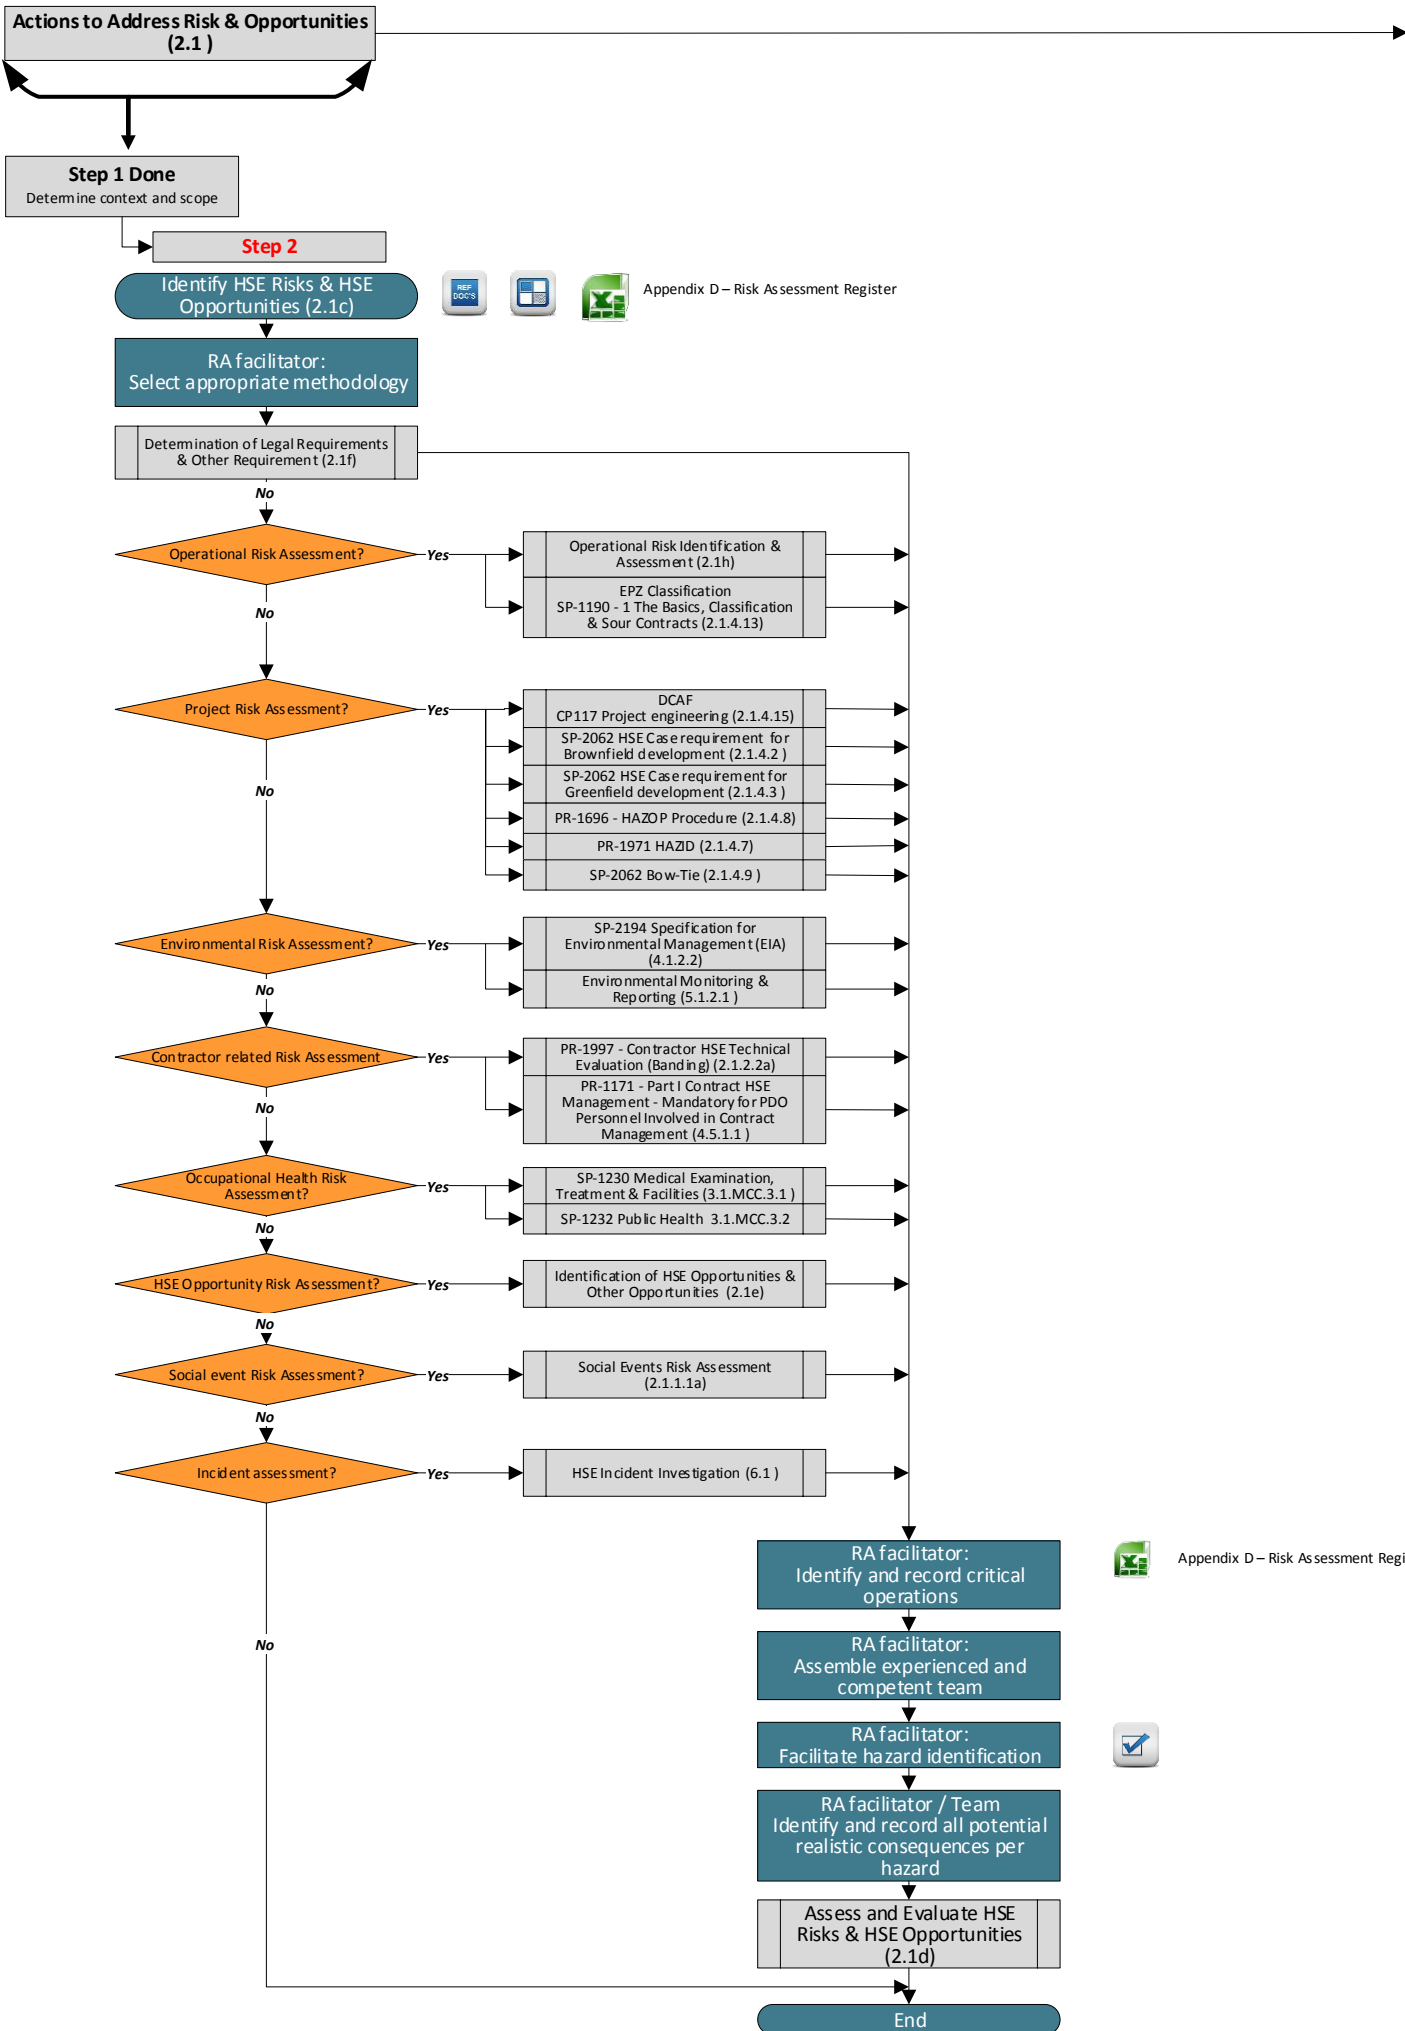 Actions to Address Risk & Opportunities
(2.1 )
Step 1 Done
Determine context and scope
Step 2
Identify HSE Risks & HSE
Opportunities (2.1c)
REF
DOC'S
Appendix D – Risk Assessment Register
RA facilitator:
Select appropriate methodology
Determination of Legal Requirements
& Other Requirement (2.1f)
No
Operational Risk Assessment?
Yes
Operational Risk Identification &
Assessment (2.1h)
EPZ Classification
SP-1190 - 1 The Basics, Classification
& Sour Contracts (2.1.4.13)
No
Project Risk Assessment?
Yes
DCAF
CP117 Project engineering (2.1.4.15)
SP-2062 HSE Case requirement for
Brownfield development (2.1.4.2 )
SP-2062 HSE Case requirement for
Greenfield development (2.1.4.3 )
PR-1696 - HAZOP Procedure (2.1.4.8)
PR-1971 HAZID (2.1.4.7)
SP-2062 Bow-Tie (2.1.4.9 )
No
Environmental Risk Assessment?
Yes
SP-2194 Specification for
Environmental Management (EIA)
(4.1.2.2)
Environmental Monitoring &
Reporting (5.1.2.1 )
No
Contractor related Risk Assessment
Yes
PR-1997 - Contractor HSE Technical
Evaluation (Banding) (2.1.2.2a)
PR-1171 - Part I Contract HSE
Management - Mandatory for PDO
Personnel Involved in Contract
Management (4.5.1.1 )
No
Occupational Health Risk
Assessment?
Yes
SP-1230 Medical Examination,
Treatment & Facilities (3.1.MCC.3.1 )
SP-1232 Public Health  3.1.MCC.3.2
No
HSE Opportunity Risk Assessment?
Yes
Identification of HSE Opportunities &
Other Opportunities  (2.1e)
No
Social event Risk Assessment?
Yes
Social Events Risk Assessment
(2.1.1.1a)
No
Incident assessment?
Yes
HSE Incident Investigation (6.1 )
No
RA facilitator:
Identify and record critical
operations
Appendix D – Risk Assessment Regi
RA facilitator:
Assemble experienced and
competent team
RA facilitator:
Facilitate hazard identification
RA facilitator / Team
Identify and record all potential
realistic consequences per
hazard
Assess and Evaluate HSE
Risks & HSE Opportunities
(2.1d)
End